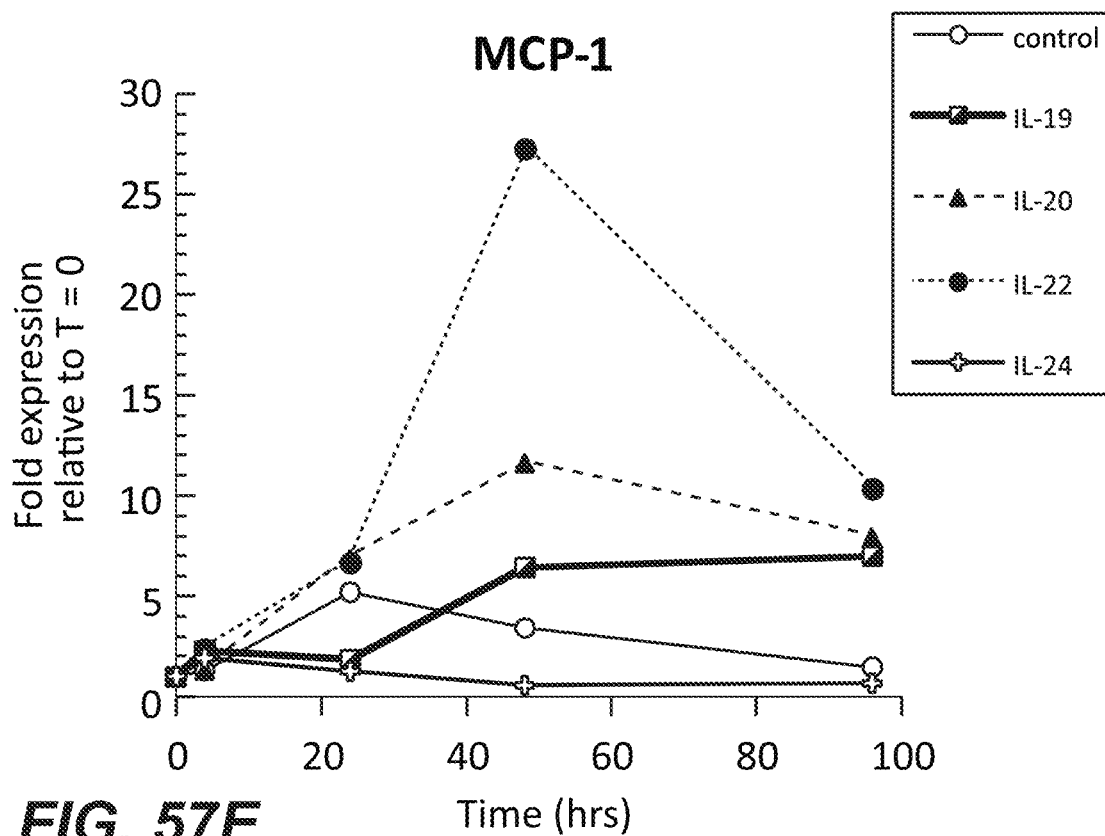 MCP-1
control
IL-19
IL-20
IL-22
IL-24
Fold expression
relative to T = 0
30
25
20
15
10
5
0
0 20 40 60 80 100
Time (hrs)
FIG. 57E